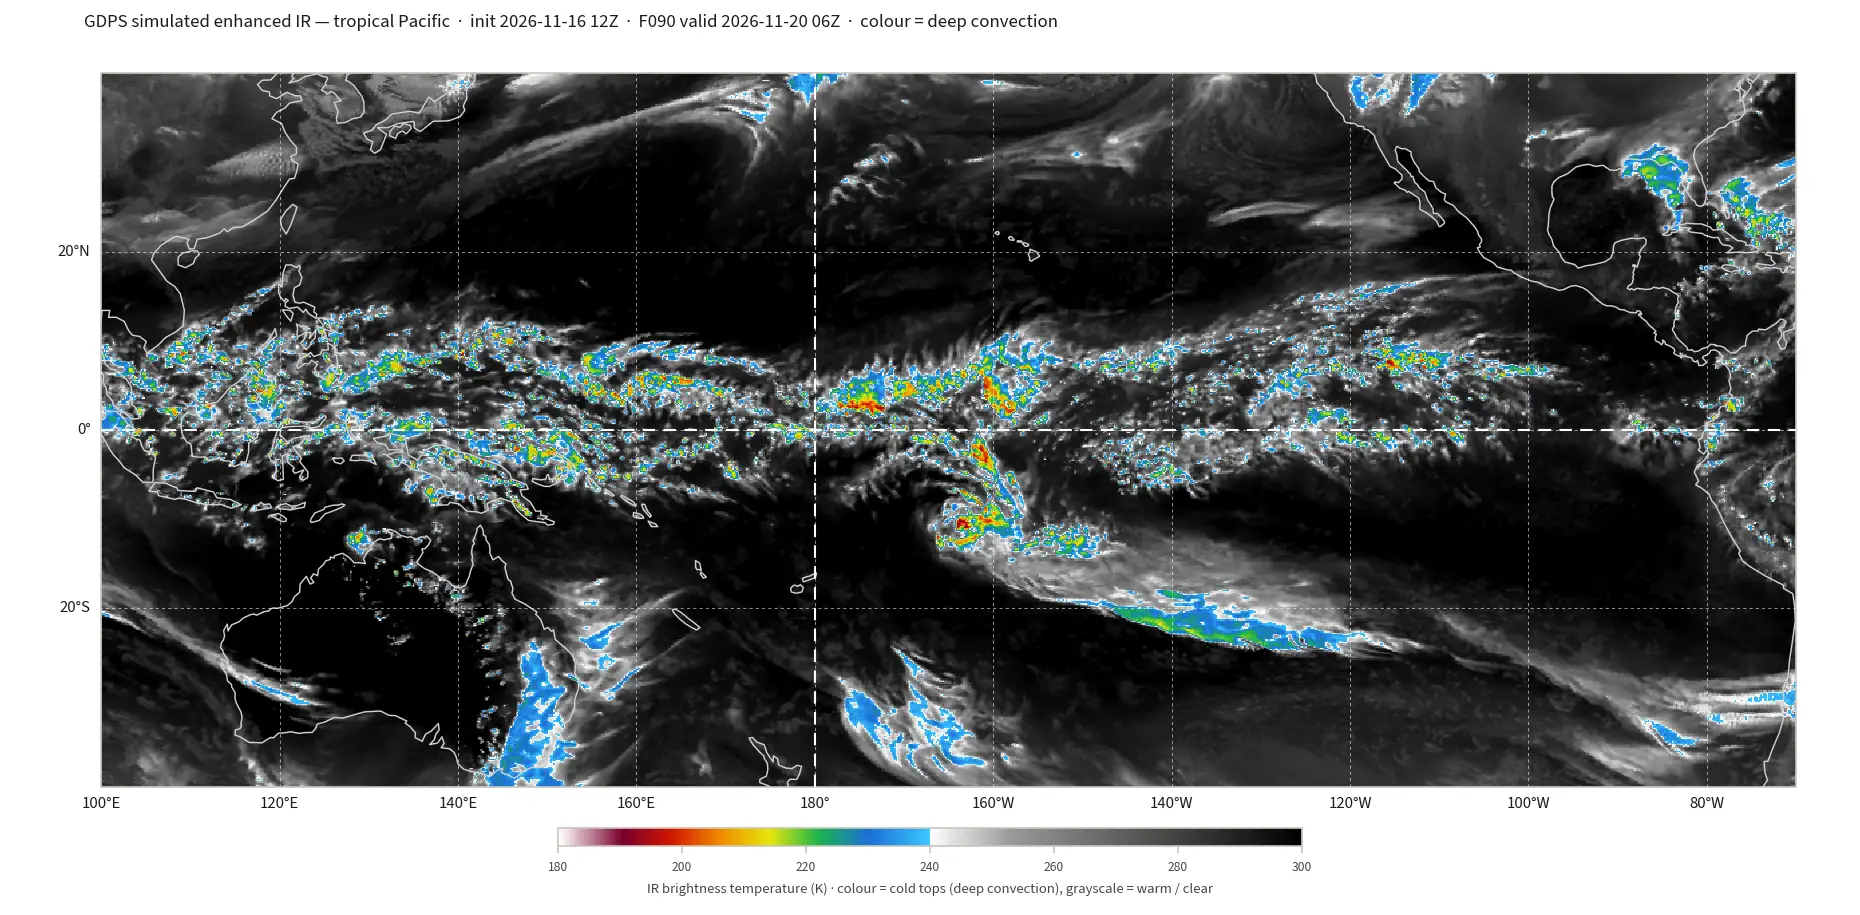 GDPS simulated enhanced IR — tropical Pacific · init 2026-11-16 12Z · F090 valid 2026-11-20 06Z · colour = deep convection
20°N
0°
20°S
100°E 120°E 140°E 160°E 180° 160°W 140°W 120°W 100°W 80°W
180 200 220 240 260 280 300
IR brightness temperature (K) · colour = cold tops (deep convection), grayscale = warm / clear